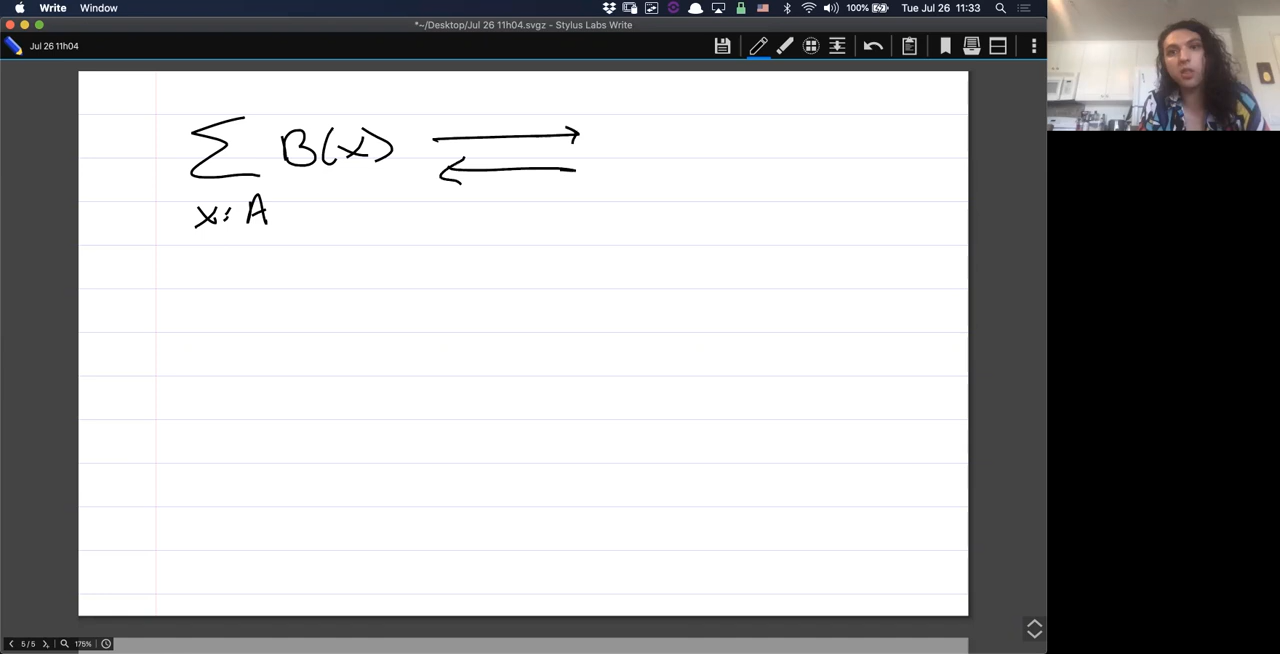 Write Window 100% Tue Jul 26 11:33
*~/Desktop/Jul 26 11h04.svgz - Stylus Labs Write
Jul 26 11h04
∑ B(x) ⟶
⟵
x:A
5/5 175%